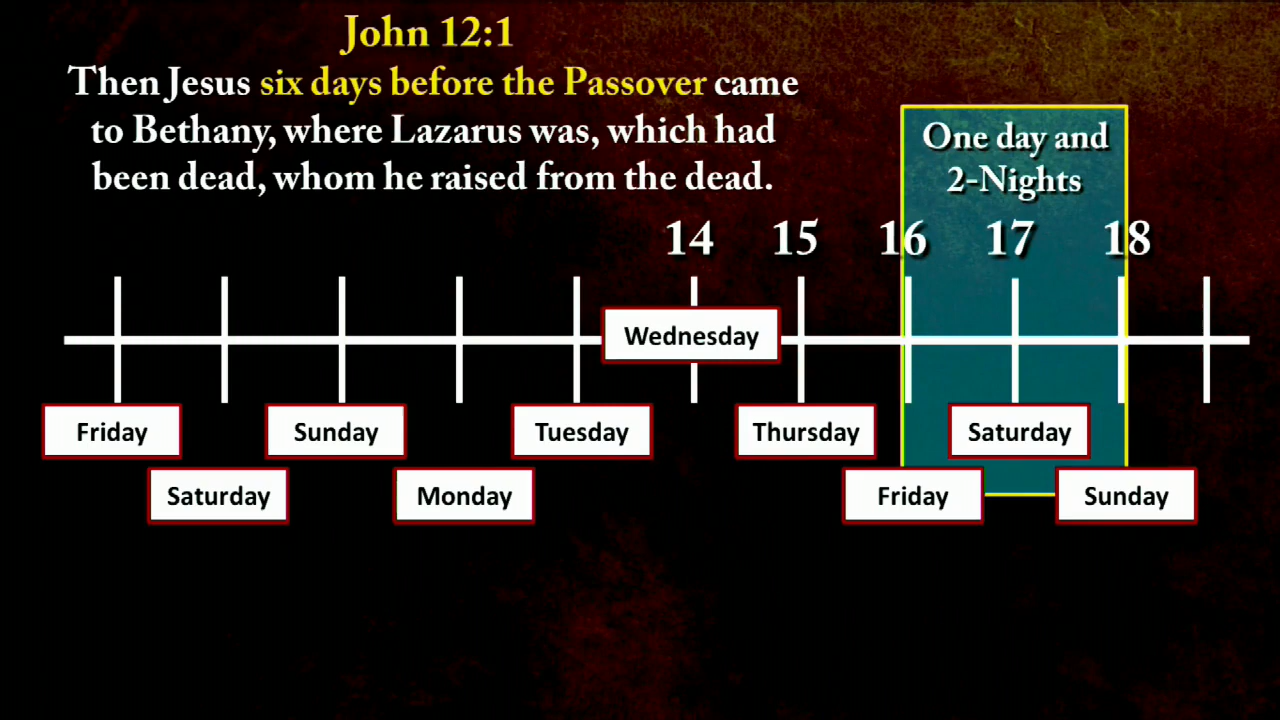 John 12:1
Then Jesus six days before the Passover came
to Bethany, where Lazarus was, which had
been dead, whom he raised from the dead.
One day and
2-Nights
14 15 16 17 18
Wednesday
Friday Sunday Tuesday Thursday Saturday
Saturday Monday Friday Sunday